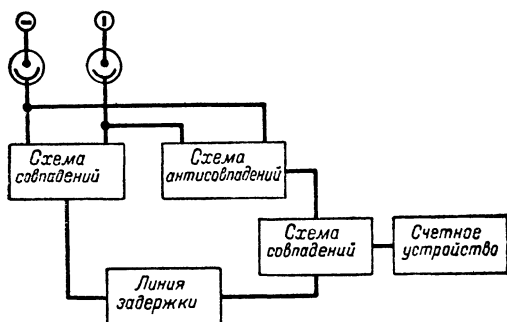 Схема
совпадений
Схема
антисовпадений
Схема
совпадений
Счетное
устройство
Линия
задержки